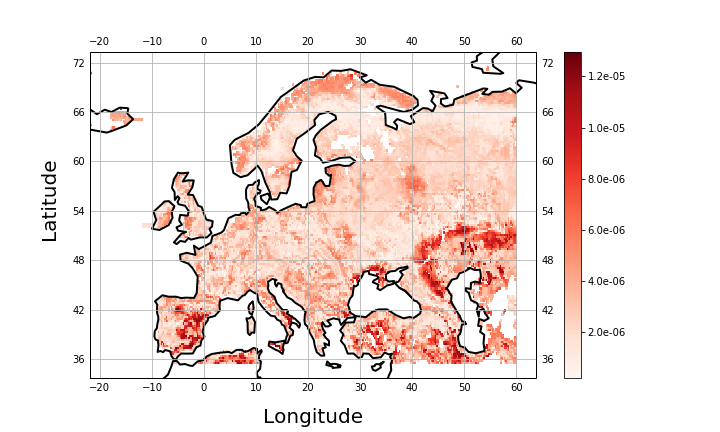 −20 −10 0 10 20 30 40 50 60
72 72
66 66
60 60
54 54
48 48
42 42
36 36
−20 −10 0 10 20 30 40 50 60
Latitude
Longitude
1.2e-05
1.0e-05
8.0e-06
6.0e-06
4.0e-06
2.0e-06